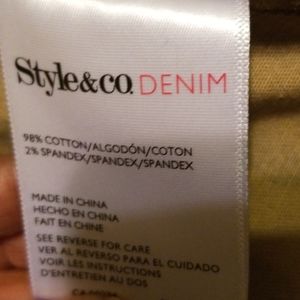 Style&co. DENIM
98% COTTON/ALGODÓN/COTON
2% SPANDEX/SPANDEX/SPANDEX
MADE IN CHINA
HECHO EN CHINA
FAIT EN CHINE
SEE REVERSE FOR CARE
VER AL REVERSO PARA EL CUIDADO
VOIR LES INSTRUCTIONS
D'ENTRETIEN AU DOS